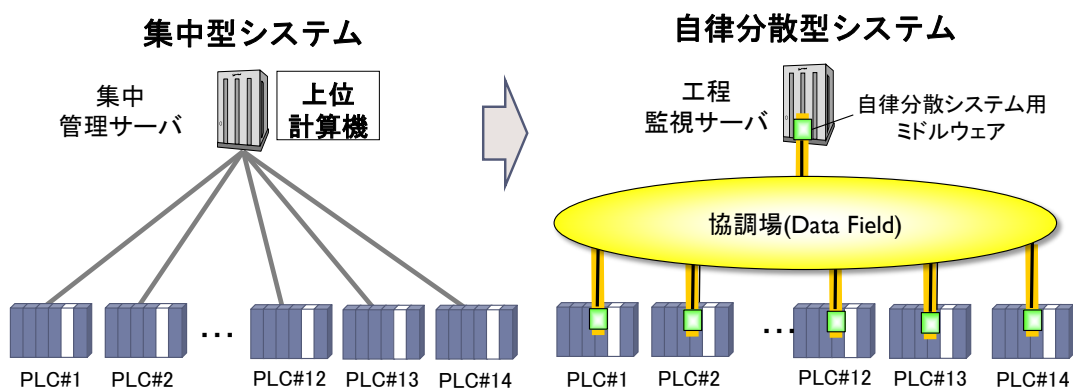 集中型システム
集中
管理サーバ
上位
計算機
PLC#1
PLC#2
...
PLC#12
PLC#13
PLC#14
自律分散型システム
工程
監視サーバ
自律分散システム用
ミドルウェア
協調場(Data Field)
PLC#1
PLC#2
...
PLC#12
PLC#13
PLC#14